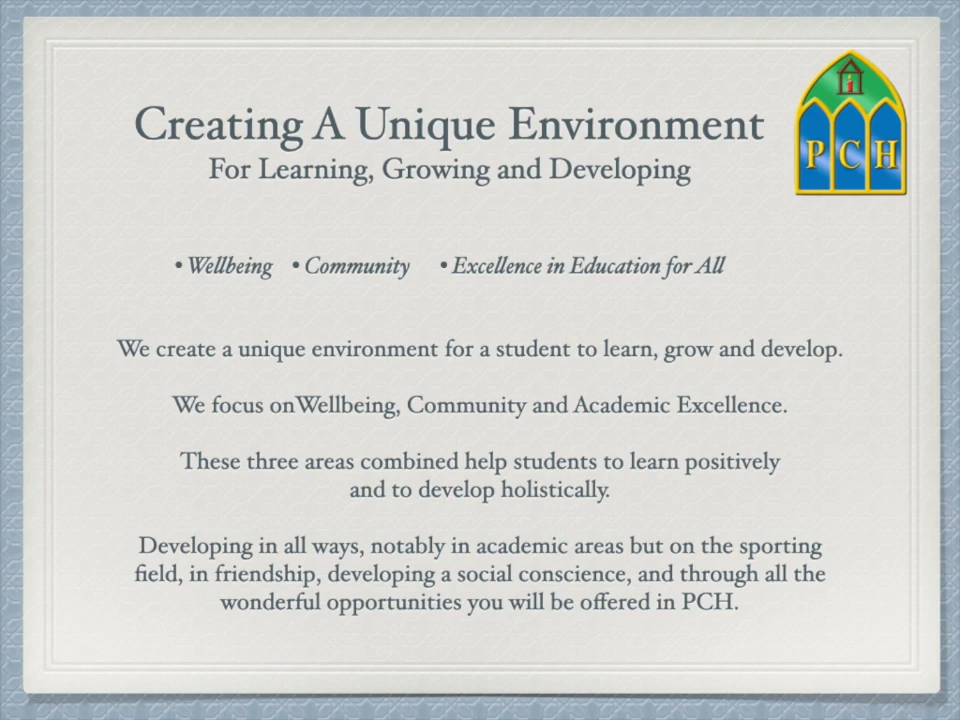 Creating A Unique Environment
For Learning, Growing and Developing
P C H
• Wellbeing • Community • Excellence in Education for All
We create a unique environment for a student to learn, grow and develop.
We focus onWellbeing, Community and Academic Excellence.
These three areas combined help students to learn positively
and to develop holistically.
Developing in all ways, notably in academic areas but on the sporting
field, in friendship, developing a social conscience, and through all the
wonderful opportunities you will be offered in PCH.